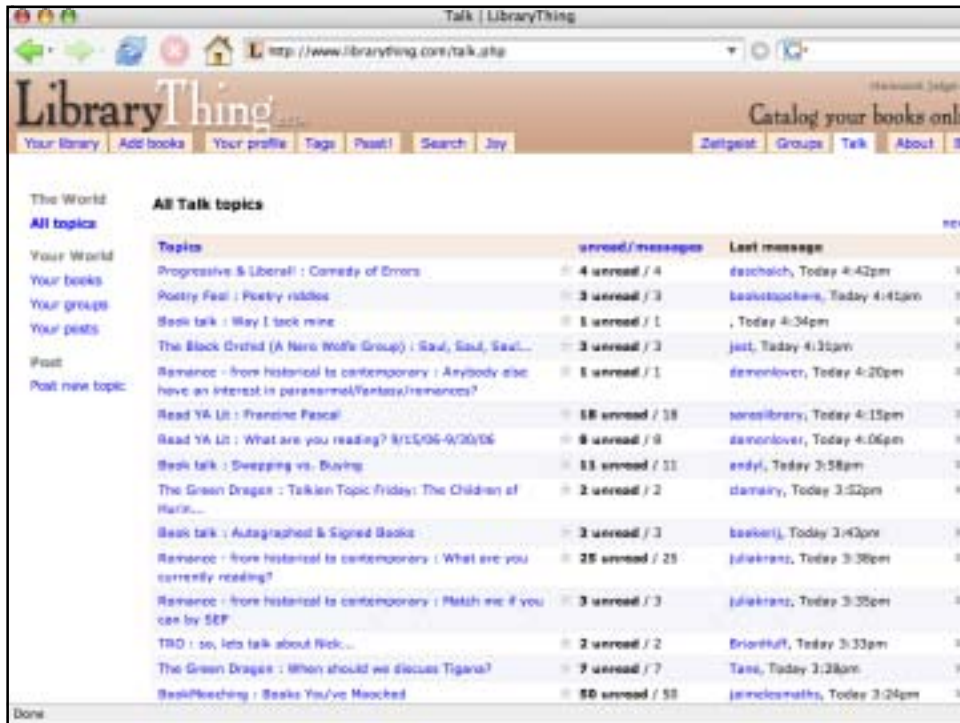 Talk | LibraryThing
L http://www.librarything.com/talk.php
LibraryThing
Catalog your books onli
Your library Add books Your profile Tags Pssst! Search Joy Zeitgeist Groups Talk About
The World
All topics
Your World
Your books
Your groups
Your posts
Post
Post new topic
All Talk topics
Topics unread/messages Last message
Progressive & Liberal! : Comedy of Errors 4 unread / 4 daschaich, Today 4:42pm
Poetry Fool : Poetry riddles 3 unread / 3 bookstopshere, Today 4:41pm
Book talk : Way I tack mine 1 unread / 1 , Today 4:34pm
The Black Orchid (A Nero Wolfe Group) : Saul, Saul, Saul... 3 unread / 3 Today 4:31pm
Romance - from historical to contemporary : Anybody else 1 unread / 1 demonlover, Today 4:20pm
have an interest in paranormal/fantasy/romances?
Read YA Lit : Francine Pascal 18 unread / 18 saraslibrary, Today 4:15pm
Read YA Lit : What are you reading? 9/15/06-9/30/06 8 unread / 8 demonlover, Today 4:06pm
Book talk : Swapping vs. Buying 11 unread / 11 andyl, Today 3:58pm
The Green Dragon : Tolkien Topic Friday: The Children of 2 unread / 2 clamairy, Today 3:52pm
Hurin...
Book talk : Autographed & Signed Books 3 unread / 3 Today 3:43pm
Romance - from historical to contemporary : What are you 25 unread / 25 juliakranz, Today 3:38pm
currently reading?
Romance - from historical to contemporary : Match me if you 3 unread / 3 juliakranz, Today 3:35pm
can by SEP
TRO : so, lets talk about Nick... 2 unread / 2 BrianHuff, Today 3:33pm
The Green Dragon : When should we discuss Tigana? 7 unread / 7 Tane, Today 3:28pm
BookMooching : Books You've Mooched 50 unread / 50 jaimelesmaths, Today 3:24pm
Done